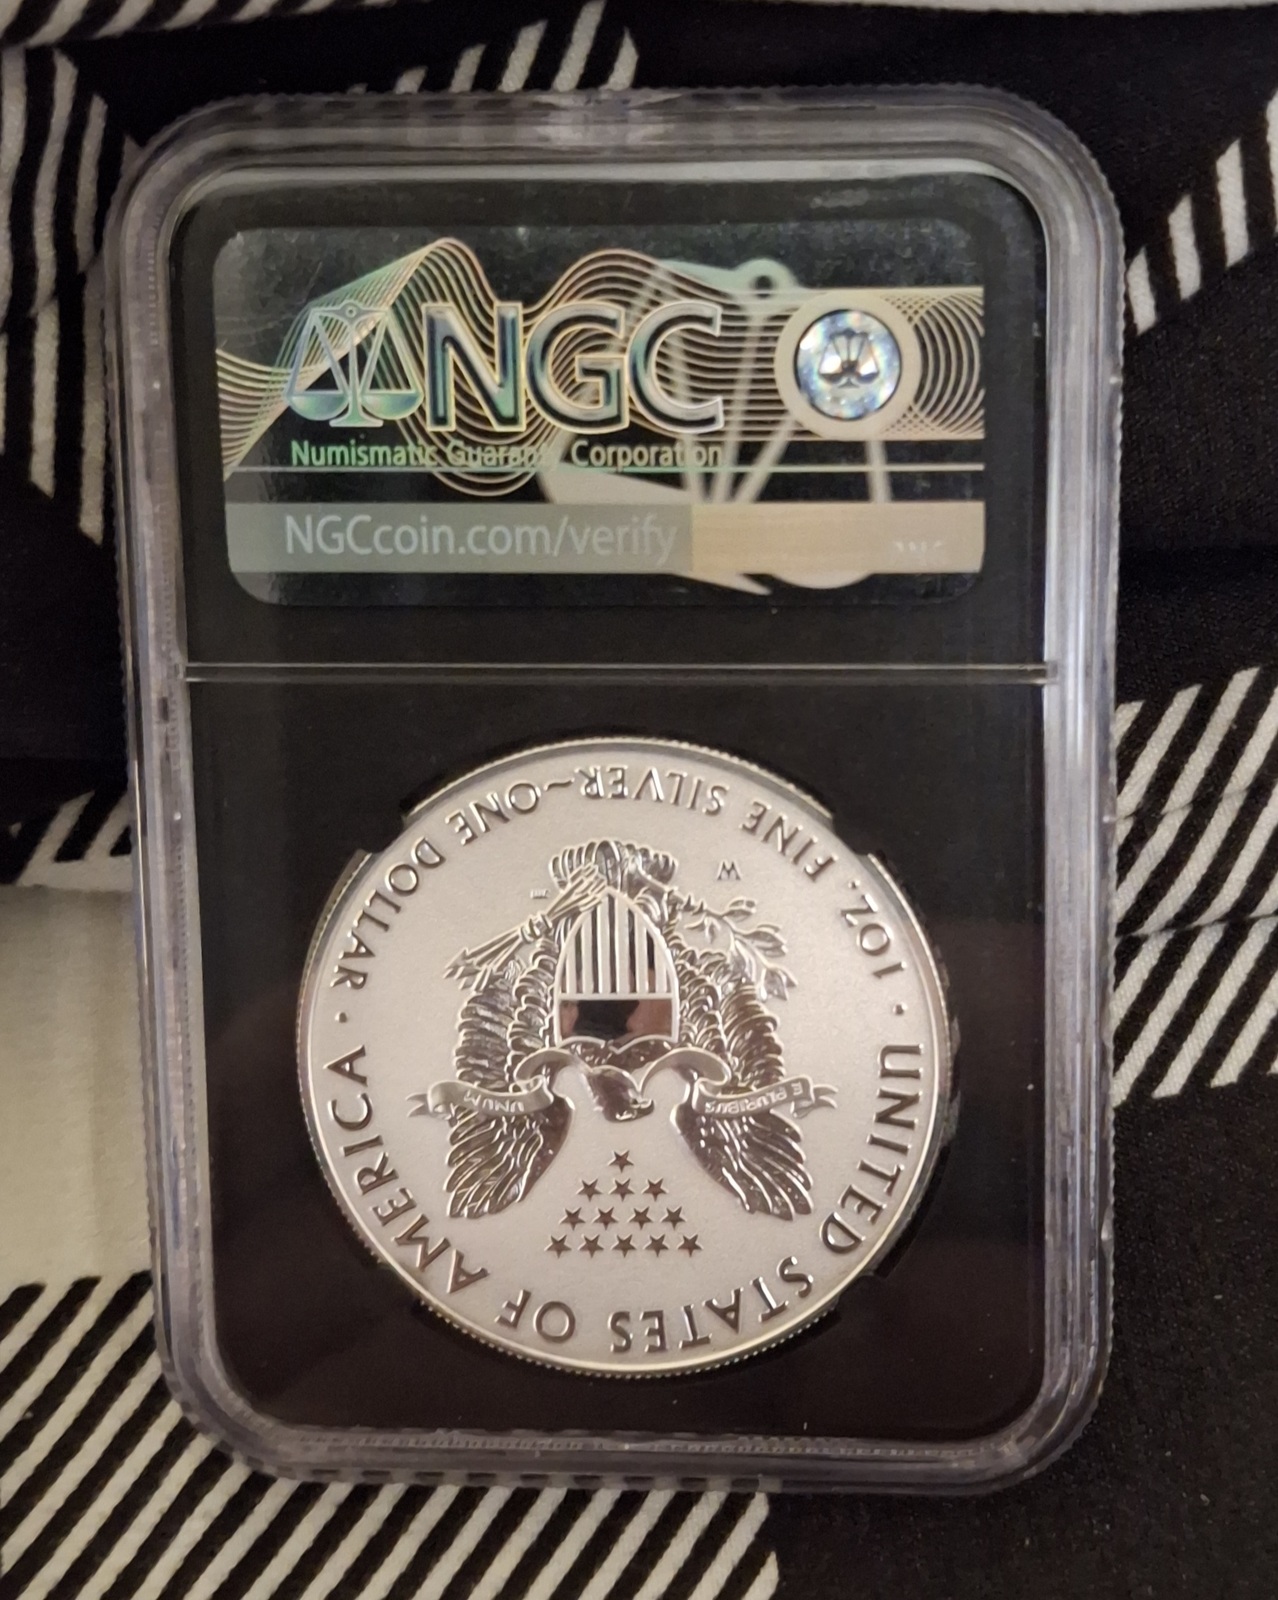 NGC
Numismatic Guaranty Corporation
NGCcoin.com/verify
UNITED STATES OF AMERICA
1 OZ. FINE SILVER~ONE DOLLAR
E PLURIBUS
UNUM
W